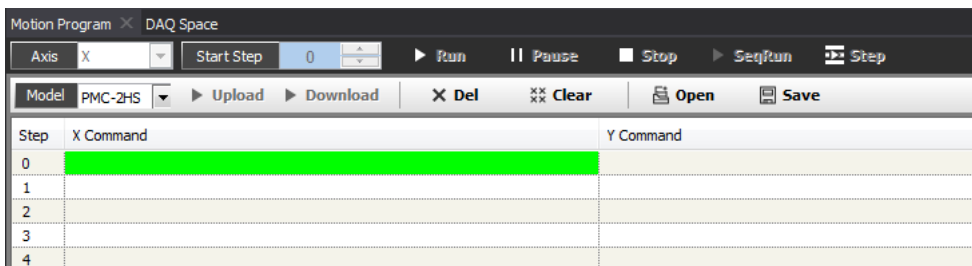 Motion Program DAQ Space
Axis X Start Step 0 Run Pause Stop SeqRun Step
Model PMC-2HS Upload Download Del Clear Open Save
Step X Command Y Command
0
1
2
3
4